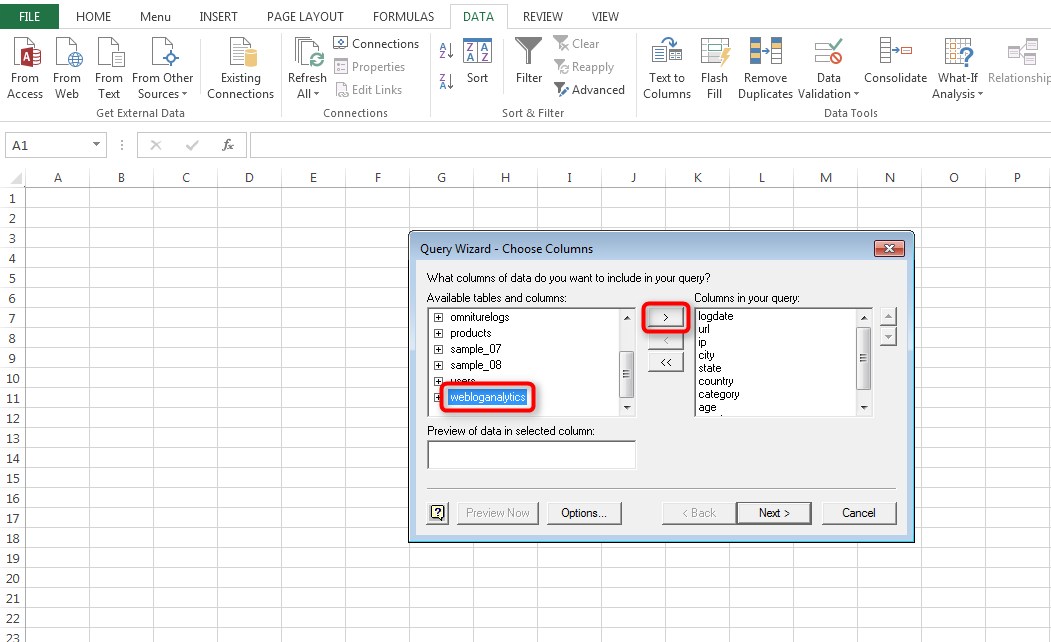 FILE HOME Menu INSERT PAGE LAYOUT FORMULAS DATA REVIEW VIEW
From Access
From Web
From Text
From Other Sources
Get External Data
Existing Connections
Refresh All
Connections
Properties
Edit Links
Connections
Sort
Filter
Clear
Reapply
Advanced
Sort & Filter
Text to Columns
Flash Fill
Remove Duplicates
Data Validation
Consolidate
What-If Analysis
Relationship
Data Tools
A1 fx
A B C D E F G H I J K L M N O P
1
2
3
4
5
6
7
8
9
10
11
12
13
14
15
16
17
18
19
20
21
22
23
Query Wizard - Choose Columns
What columns of data do you want to include in your query?
Available tables and columns:
omniturelogs
products
sample_07
sample_08
users
webloganalytics
>
<
<<
Columns in your query:
logdate
url
ip
city
state
country
category
age
Preview of data in selected column:
? Preview Now Options... < Back Next > Cancel